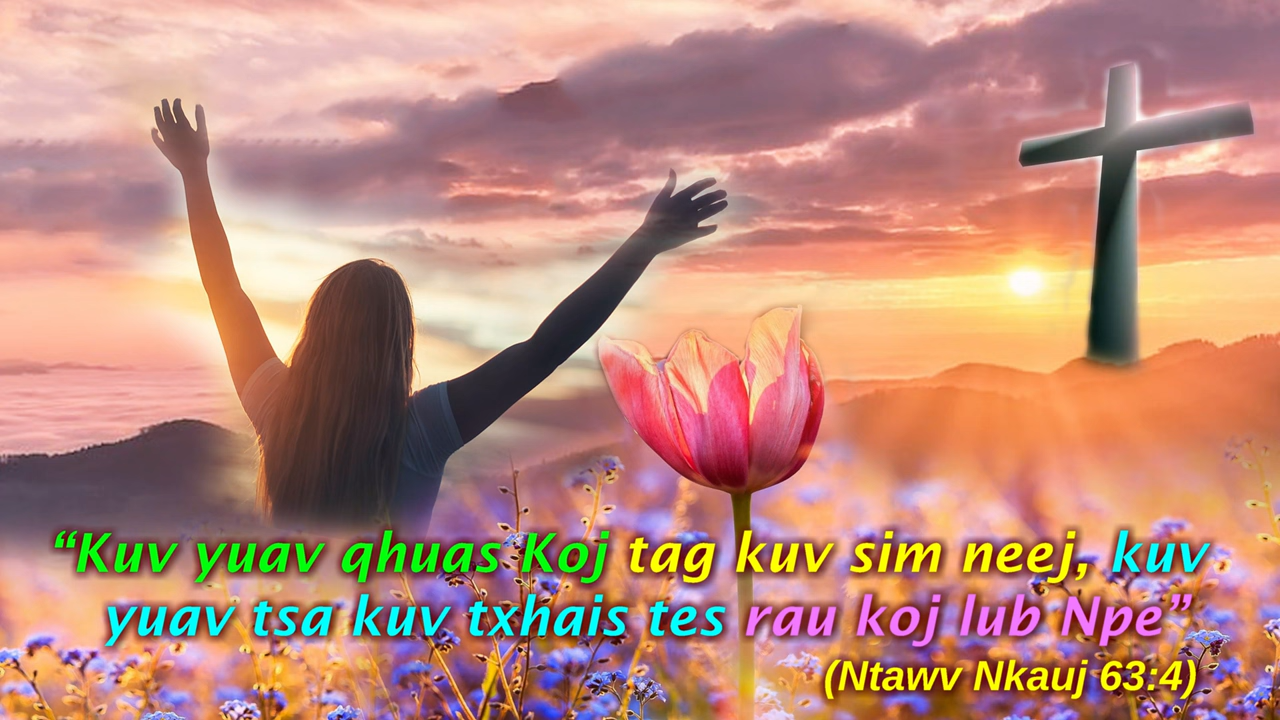 “Kuv yuav qhuas Koj tag kuv sim neej, kuv
yuav tsa kuv txhais tes rau koj lub Npe”
(Ntawv Nkauj 63:4)